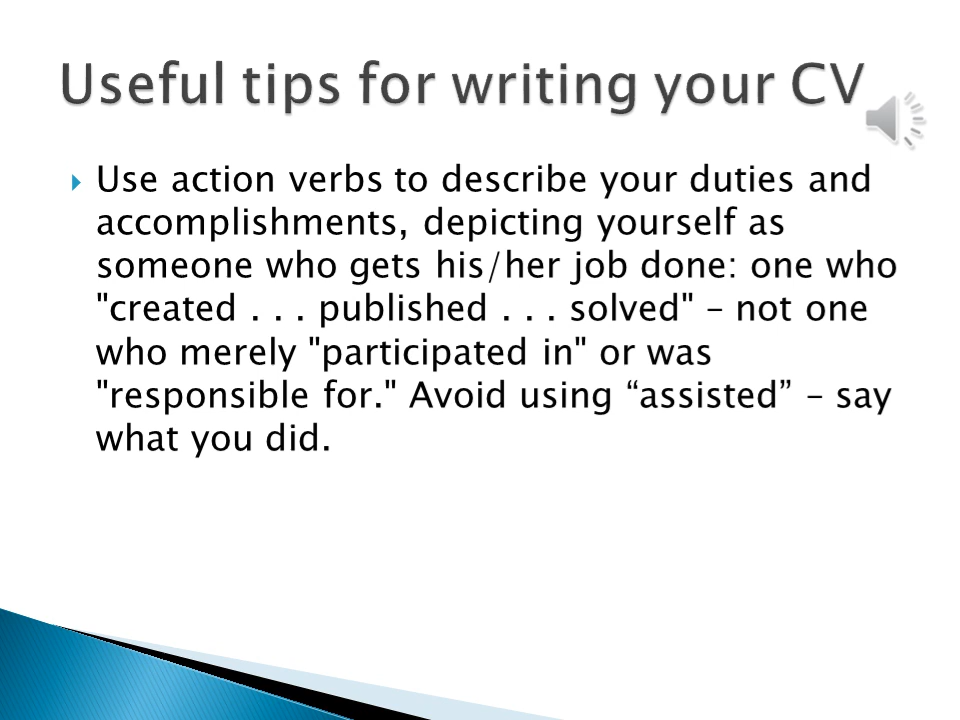 Useful tips for writing your CV
Use action verbs to describe your duties and
accomplishments, depicting yourself as
someone who gets his/her job done: one who
"created . . . published . . . solved" – not one
who merely "participated in" or was
"responsible for." Avoid using “assisted” – say
what you did.